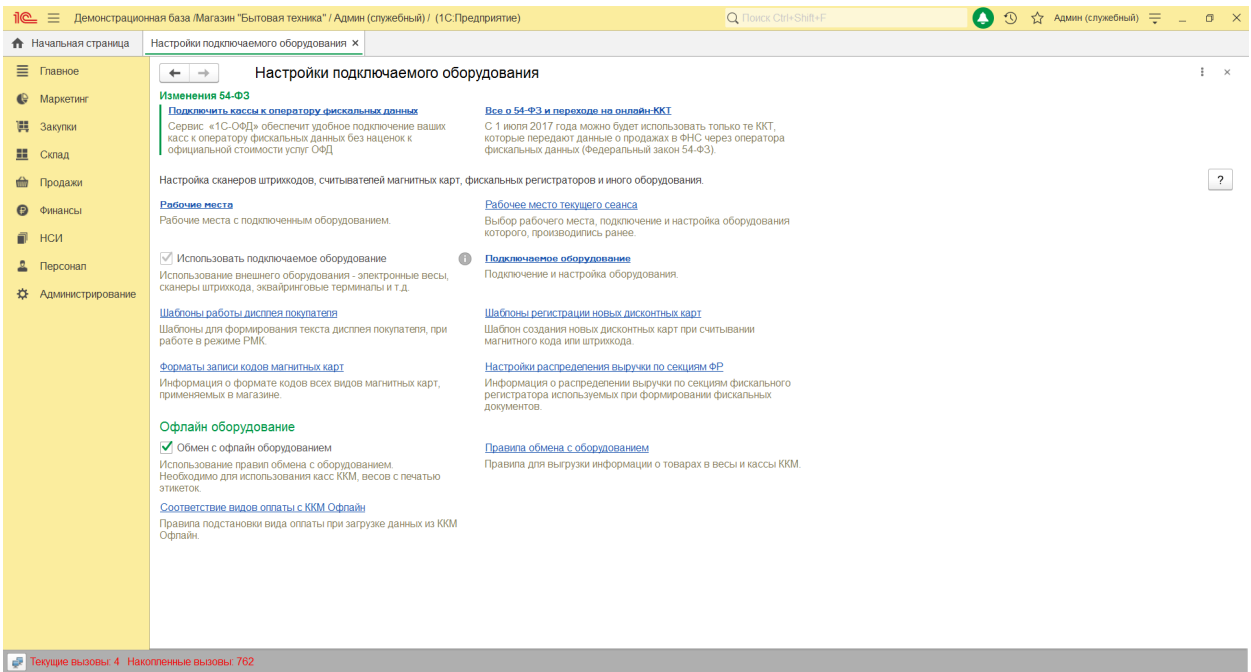 1С Демонстрационная база /Магазин "Бытовая техника" / Админ (служебный) / (1С:Предприятие) Поиск Ctrl+Shift+F Админ (служебный)
Начальная страница Настройки подключаемого оборудования ×
Главное
Маркетинг
Закупки
Склад
Продажи
Финансы
НСИ
Персонал
Администрирование
Настройки подключаемого оборудования
Изменения 54-ФЗ
Подключить кассы к оператору фискальных данных
Сервис «1С-ОФД» обеспечит удобное подключение ваших
касс к оператору фискальных данных без наценок к
официальной стоимости услуг ОФД
Все о 54-ФЗ и переходе на онлайн-ККТ
С 1 июля 2017 года можно будет использовать только те ККТ,
которые передают данные о продажах в ФНС через оператора
фискальных данных (Федеральный закон 54-ФЗ).
Настройка сканеров штрихкодов, считывателей магнитных карт, фискальных регистраторов и иного оборудования.
?
Рабочие места
Рабочие места с подключенным оборудованием.
Рабочее место текущего сеанса
Выбор рабочего места, подключение и настройка оборудования
которого, производились ранее.
Использовать подключаемое оборудование
Использование внешнего оборудования - электронные весы,
сканеры штрихкода, эквайринговые терминалы и т.д.
Подключаемое оборудование
Подключение и настройка оборудования.
Шаблоны работы дисплея покупателя
Шаблоны для формирования текста дисплея покупателя, при
работе в режиме РМК.
Шаблоны регистрации новых дисконтных карт
Шаблон создания новых дисконтных карт при считывании
магнитного кода или штрихкода.
Форматы записи кодов магнитных карт
Информация о формате кодов всех видов магнитных карт,
применяемых в магазине.
Настройки распределения выручки по секциям ФР
Информация о распределении выручки по секциям фискального
регистратора используемых при формировании фискальных
документов.
Офлайн оборудование
Обмен с офлайн оборудованием
Использование правил обмена с оборудованием.
Необходимо для использования касс ККМ, весов с печатью
этикеток.
Правила обмена с оборудованием
Правила для выгрузки информации о товарах в весы и кассы ККМ.
Соответствие видов оплаты с ККМ Офлайн
Правила подстановки вида оплаты при загрузке данных из ККМ
Офлайн.
Текущие вызовы: 4 Накопленные вызовы: 762